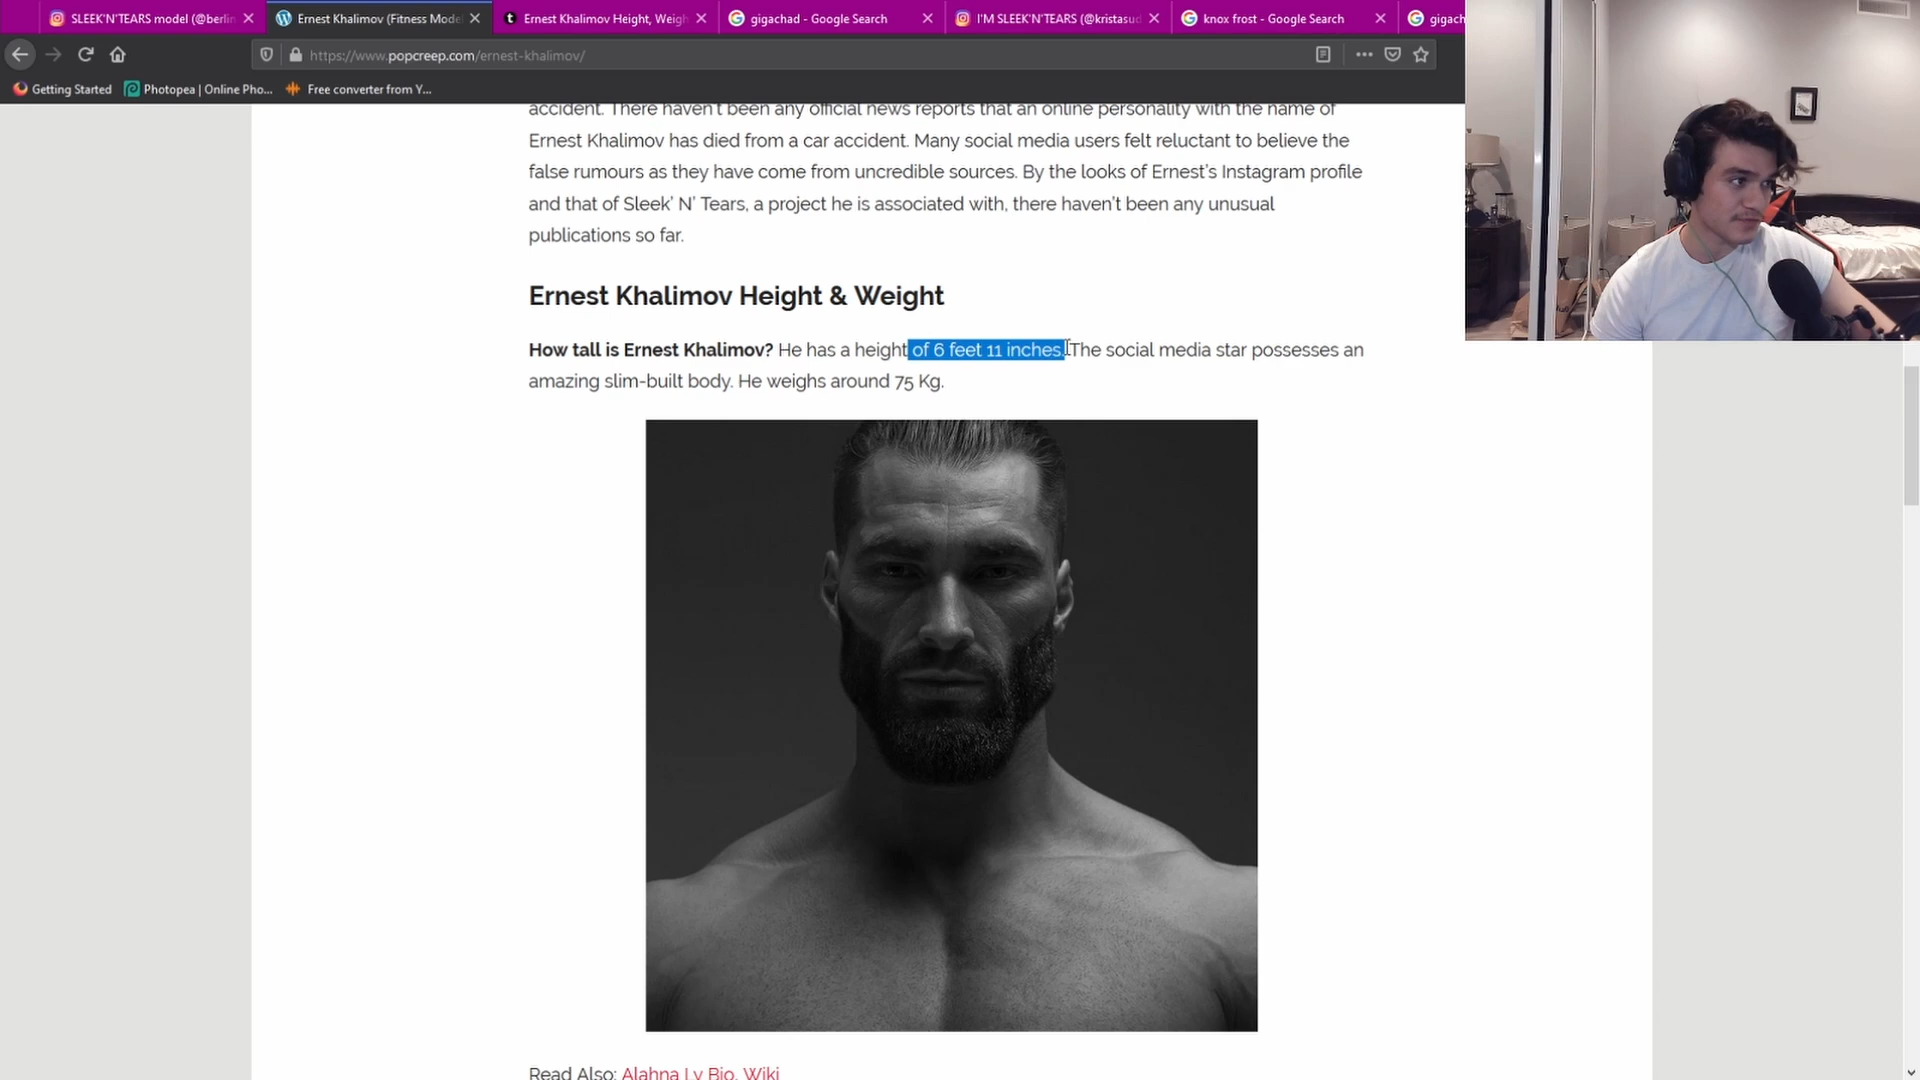 SLEEK'N'TEARS model (@berlin
Ernest Khalimov (Fitness Mode
Ernest Khalimov Height, Weigh
gigachad - Google Search
I'M SLEEK'N'TEARS (@kristasud
knox frost - Google Search
gigach
https://www.popcreep.com/ernest-khalimov/
Getting Started
Photopea | Online Pho...
Free converter from Y...
accident. There haven't been any official news reports that an online personality with the name of
Ernest Khalimov has died from a car accident. Many social media users felt reluctant to believe the
false rumours as they have come from uncredible sources. By the looks of Ernest's Instagram profile
and that of Sleek' N' Tears, a project he is associated with, there haven't been any unusual
publications so far.
Ernest Khalimov Height & Weight
How tall is Ernest Khalimov? He has a height of 6 feet 11 inches. The social media star possesses an
amazing slim-built body. He weighs around 75 Kg.
Read Also: Alahna Ly Bio, Wiki